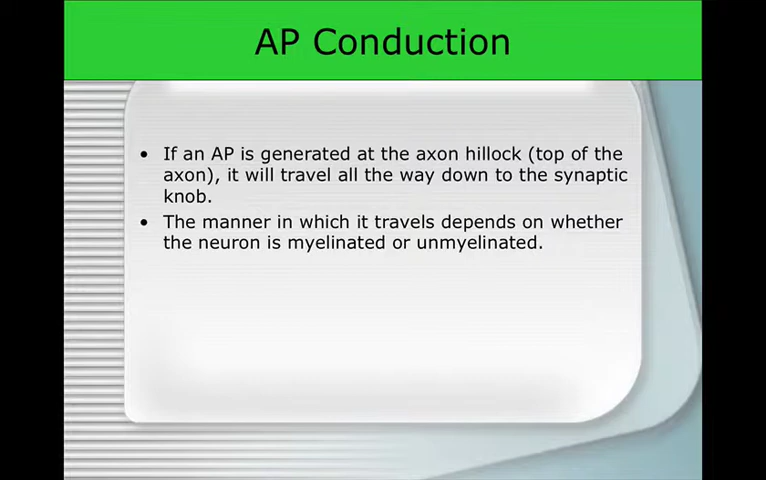 AP Conduction
• If an AP is generated at the axon hillock (top of the
axon), it will travel all the way down to the synaptic
knob.
• The manner in which it travels depends on whether
the neuron is myelinated or unmyelinated.